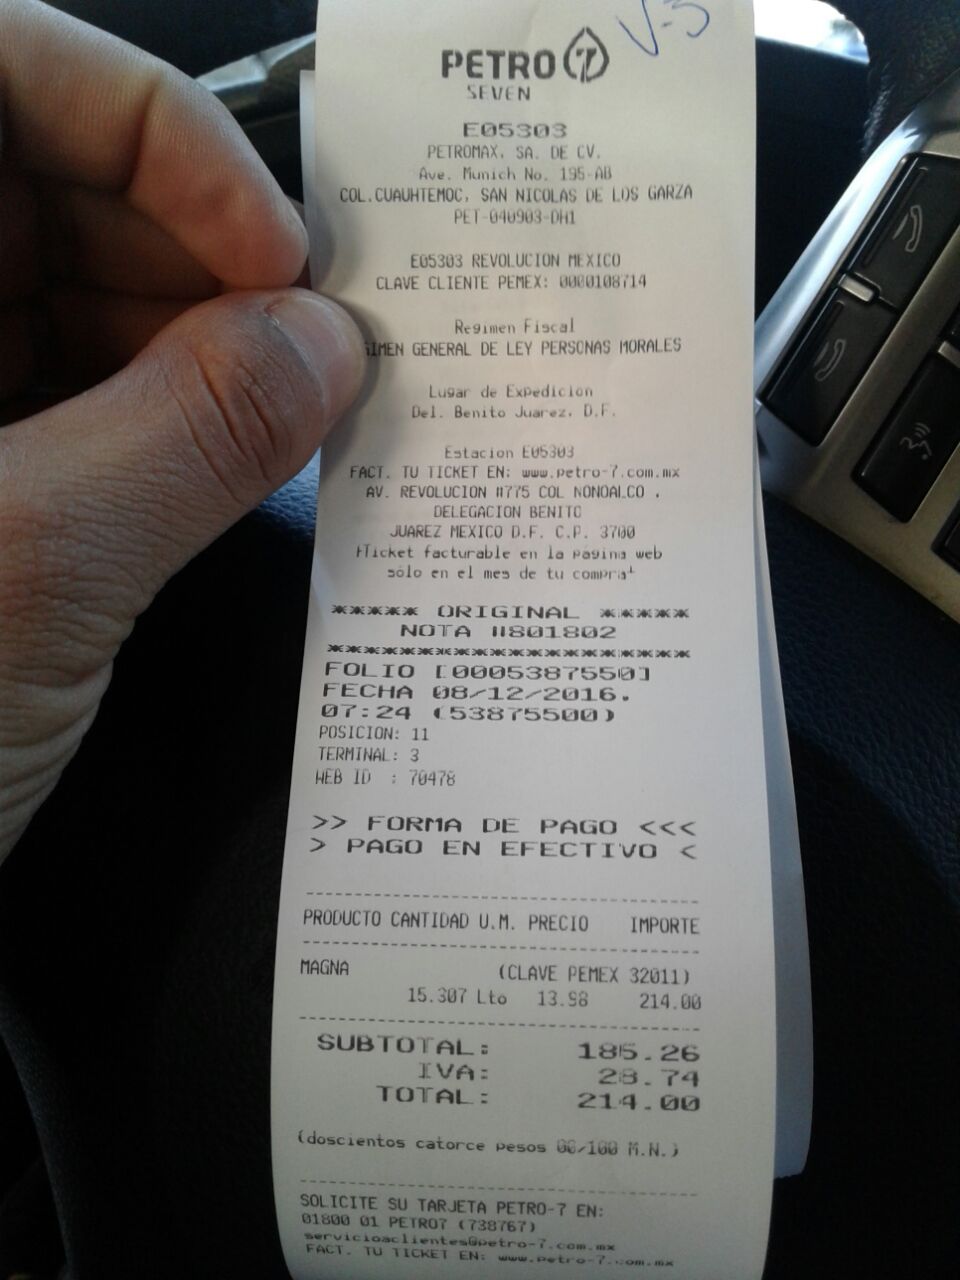 V-3
PETRO 7
SEVEN
E05303
PETROMAX, SA. DE CV.
Ave. Munich No. 195-AB
COL.CUAUHTEMOC, SAN NICOLAS DE LOS GARZA
PET-040903-DH1
E05303 REVOLUCION MEXICO
CLAVE CLIENTE PEMEX: 0000108714
Regimen Fiscal
GIMEN GENERAL DE LEY PERSONAS MORALES
Lugar de Expedicion
Del. Benito Juarez, D.F.
Estacion E05303
FACT. TU TICKET EN: www.petro-7.com.mx
AV. REVOLUCION #775 COL NONOALCO .
DELEGACION BENITO
JUAREZ MEXICO D.F. C.P. 3700
*Ticket facturable en la pagina web
sólo en el mes de tu compra*
***** ORIGINAL *****
NOTA #801802
*************************
FOLIO [0005387550]
FECHA 08/12/2016.
07:24 (53875500)
POSICION: 11
TERMINAL: 3
WEB ID : 70478
>> FORMA DE PAGO <<<
> PAGO EN EFECTIVO <
PRODUCTO CANTIDAD U.M. PRECIO IMPORTE
MAGNA (CLAVE PEMEX 32011)
15.307 Lto 13.98 214.00
SUBTOTAL: 185.26
IVA: 28.74
TOTAL: 214.00
(doscientos catorce pesos 00/100 M.N.)
SOLICITE SU TARJETA PETRO-7 EN:
01800 01 PETRO7 (738767)
servicioaclientes@petro-7.com.mx
FACT. TU TICKET EN: www.petro-7.com.mx